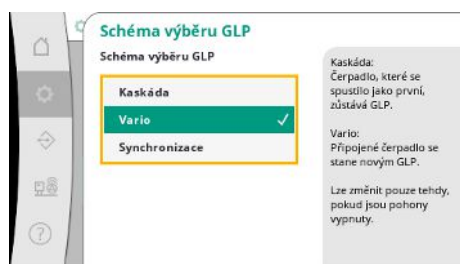 Schéma výběru GLP
Schéma výběru GLP
Kaskáda
Vario
Synchronizace
Kaskáda:
Čerpadlo, které se
spustilo jako první,
zůstává GLP.
Vario:
Připojené čerpadlo se
stane novým GLP.
Lze změnit pouze tehdy,
pokud jsou pohony
vypnuty.